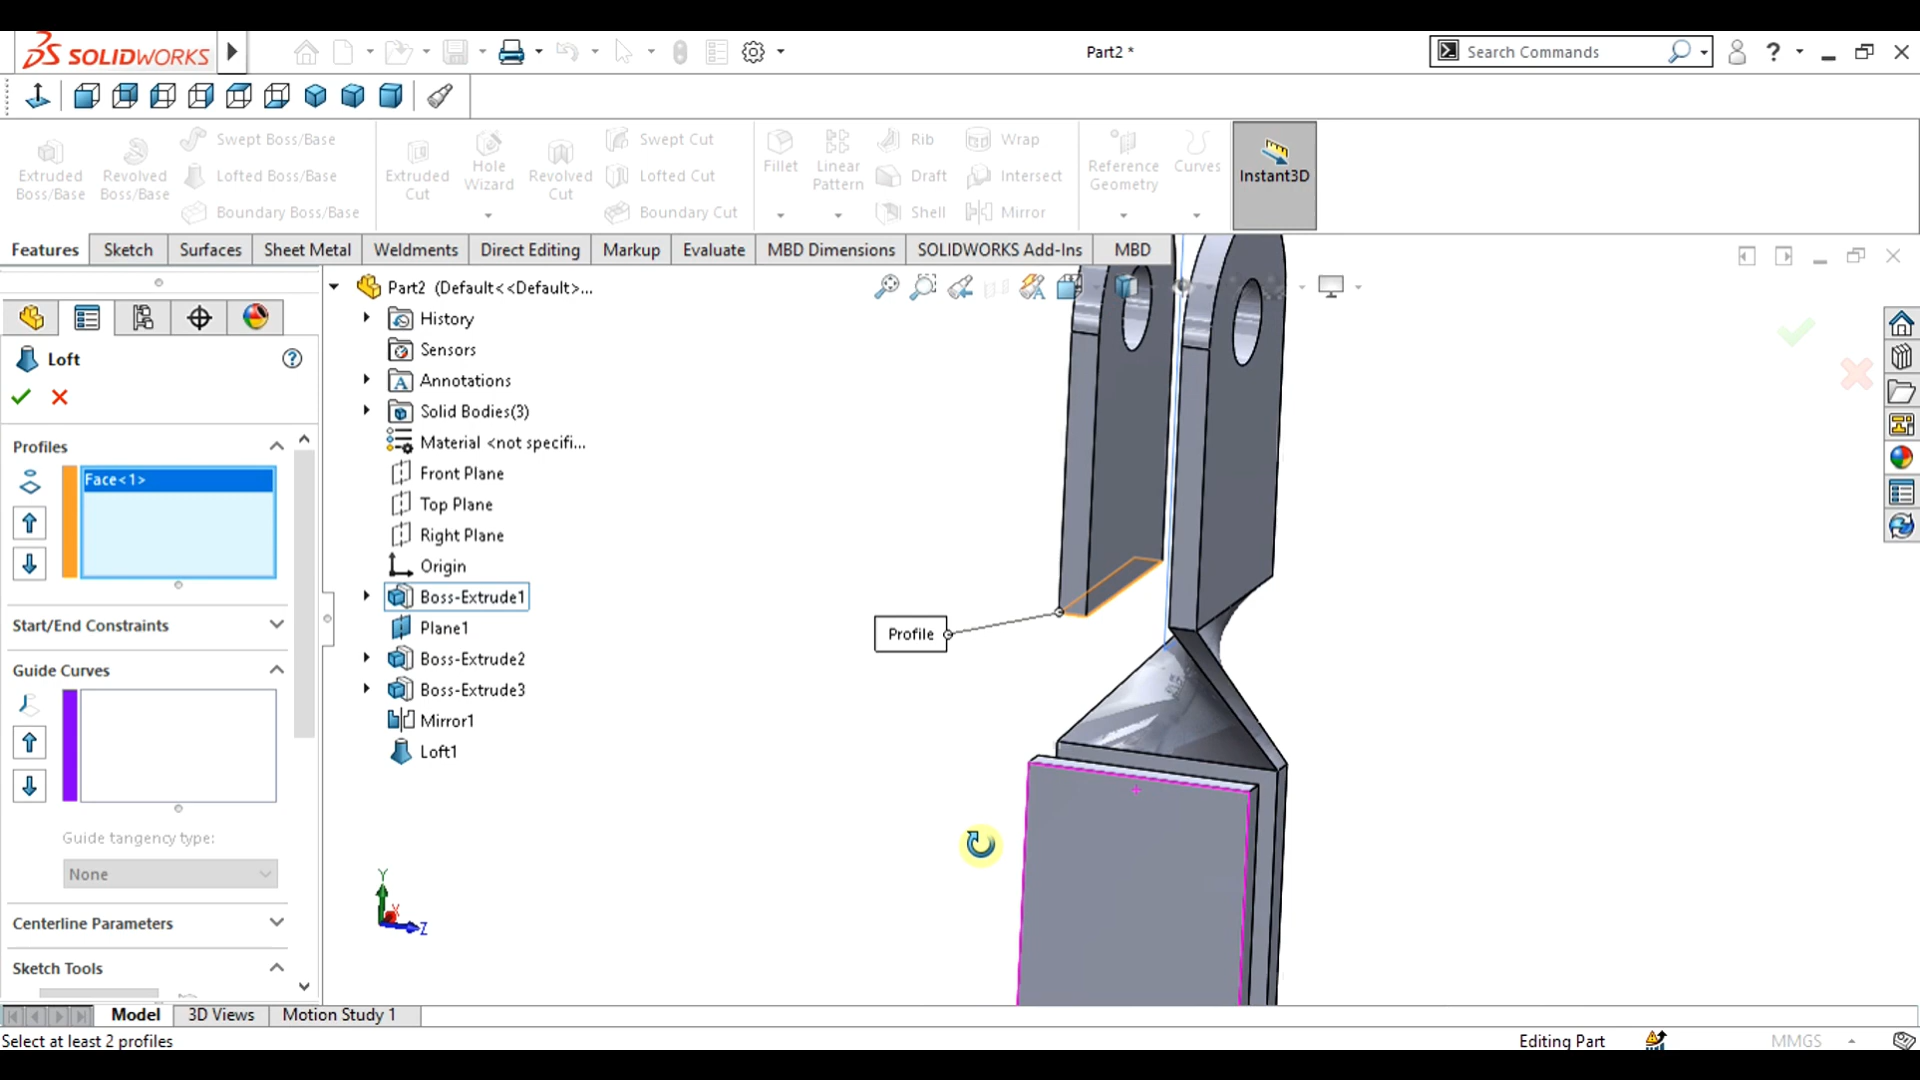 SOLIDWORKS
Part2 *
Search Commands
Extruded Boss/Base
Revolved Boss/Base
Swept Boss/Base
Lofted Boss/Base
Boundary Boss/Base
Extruded Cut
Hole Wizard
Revolved Cut
Swept Cut
Lofted Cut
Boundary Cut
Fillet
Linear Pattern
Rib
Draft
Shell
Wrap
Intersect
Mirror
Reference Geometry
Curves
Instant3D
Features
Sketch
Surfaces
Sheet Metal
Weldments
Direct Editing
Markup
Evaluate
MBD Dimensions
SOLIDWORKS Add-Ins
MBD
Loft
Profiles
Face<1>
Start/End Constraints
Guide Curves
Guide tangency type:
None
Centerline Parameters
Sketch Tools
Part2 (Default<<Default>...
History
Sensors
Annotations
Solid Bodies(3)
Material <not specifi...
Front Plane
Top Plane
Right Plane
Origin
Boss-Extrude1
Plane1
Boss-Extrude2
Boss-Extrude3
Mirror1
Loft1
Profile
Y
X
Z
Model
3D Views
Motion Study 1
Select at least 2 profiles
Editing Part
MMGS